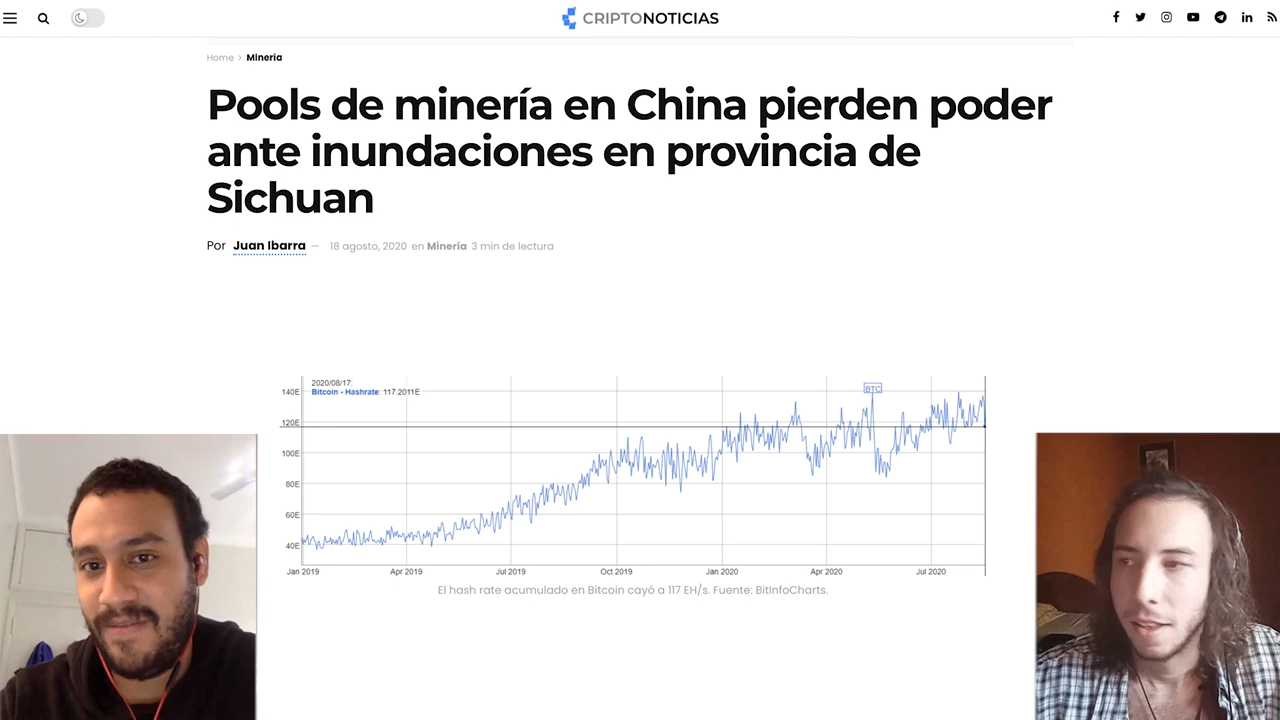 CRIPTONOTICIAS
Home > Minería
Pools de minería en China pierden poder
ante inundaciones en provincia de
Sichuan
Por Juan Ibarra — 18 agosto, 2020 en Minería 3 min de lectura
2020/08/17:
Bitcoin - Hashrate: 117.2011E
BTC
140E
120E
100E
80E
60E
40E
Jan 2019 Apr 2019 Jul 2019 Oct 2019 Jan 2020 Apr 2020 Jul 2020
El hash rate acumulado en Bitcoin cayó a 117 EH/s. Fuente: BitInfoCharts.